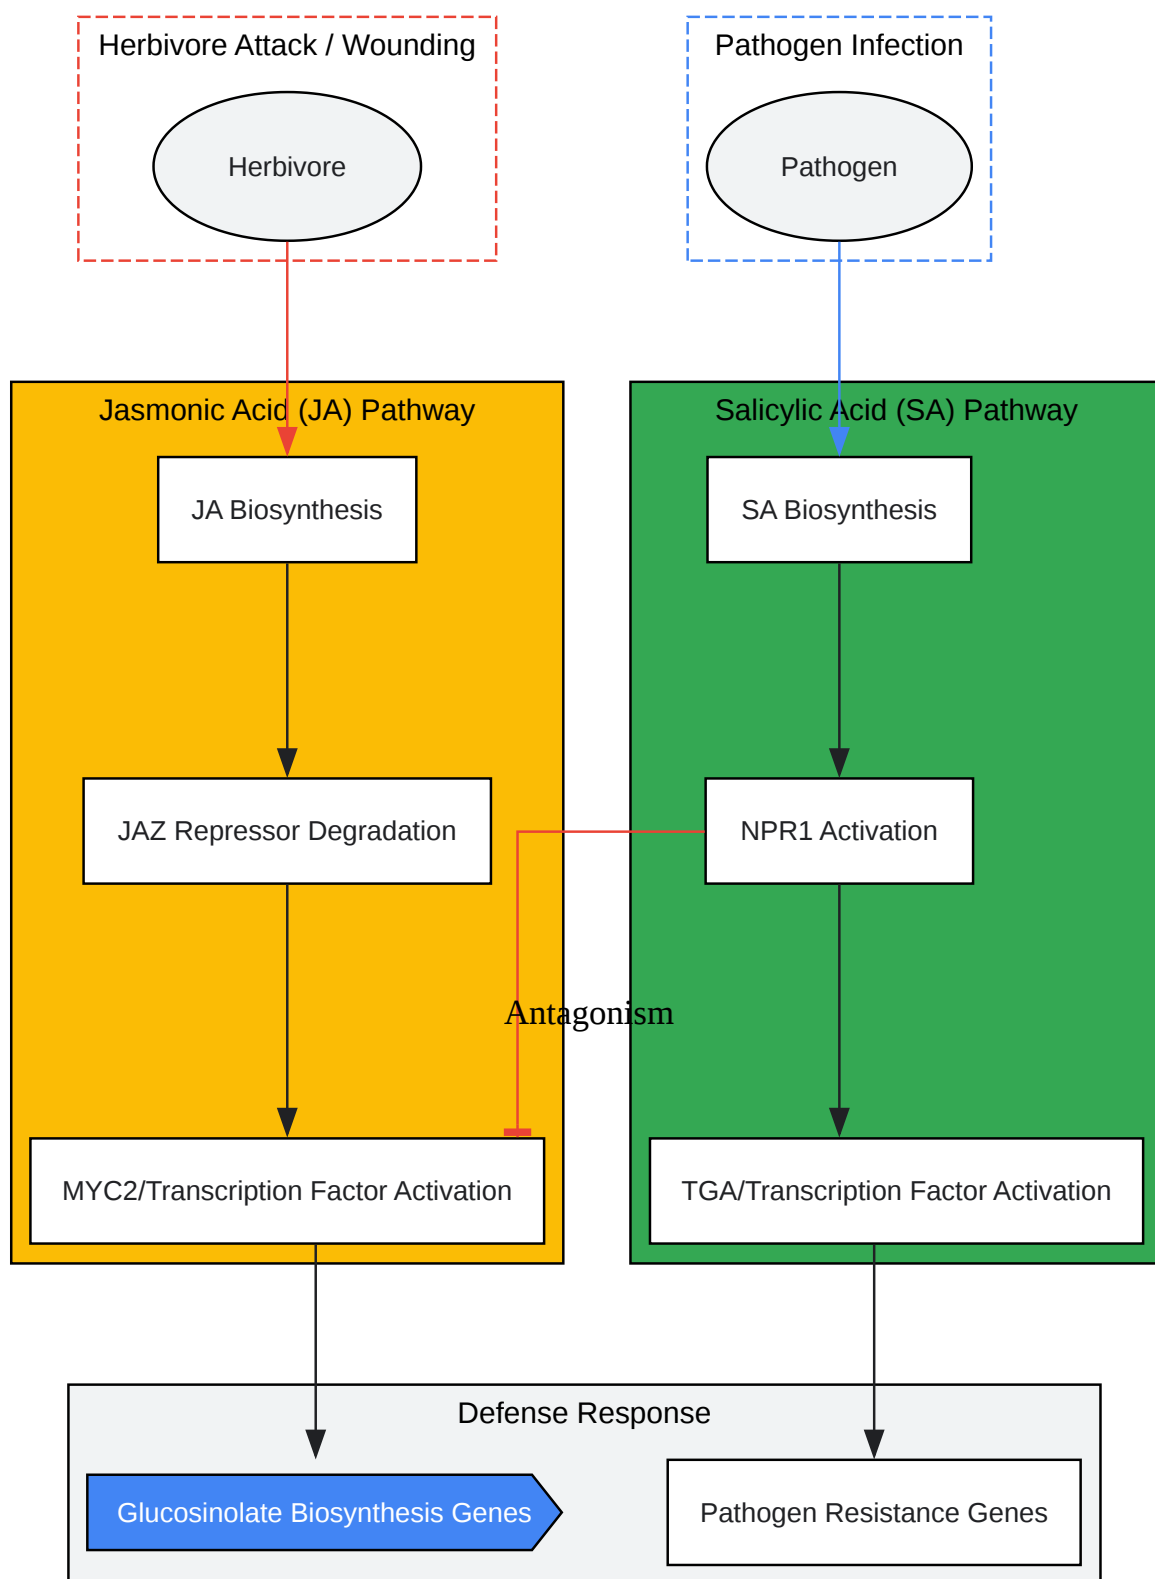 Herbivore Attack / Wounding
Pathogen Infection
Herbivore
Pathogen
Jasmonic Acid (JA) Pathway
Salicylic Acid (SA) Pathway
JA Biosynthesis
SA Biosynthesis
JAZ Repressor Degradation
NPR1 Activation
Antagonism
MYC2/Transcription Factor Activation
TGA/Transcription Factor Activation
Defense Response
Glucosinolate Biosynthesis Genes
Pathogen Resistance Genes